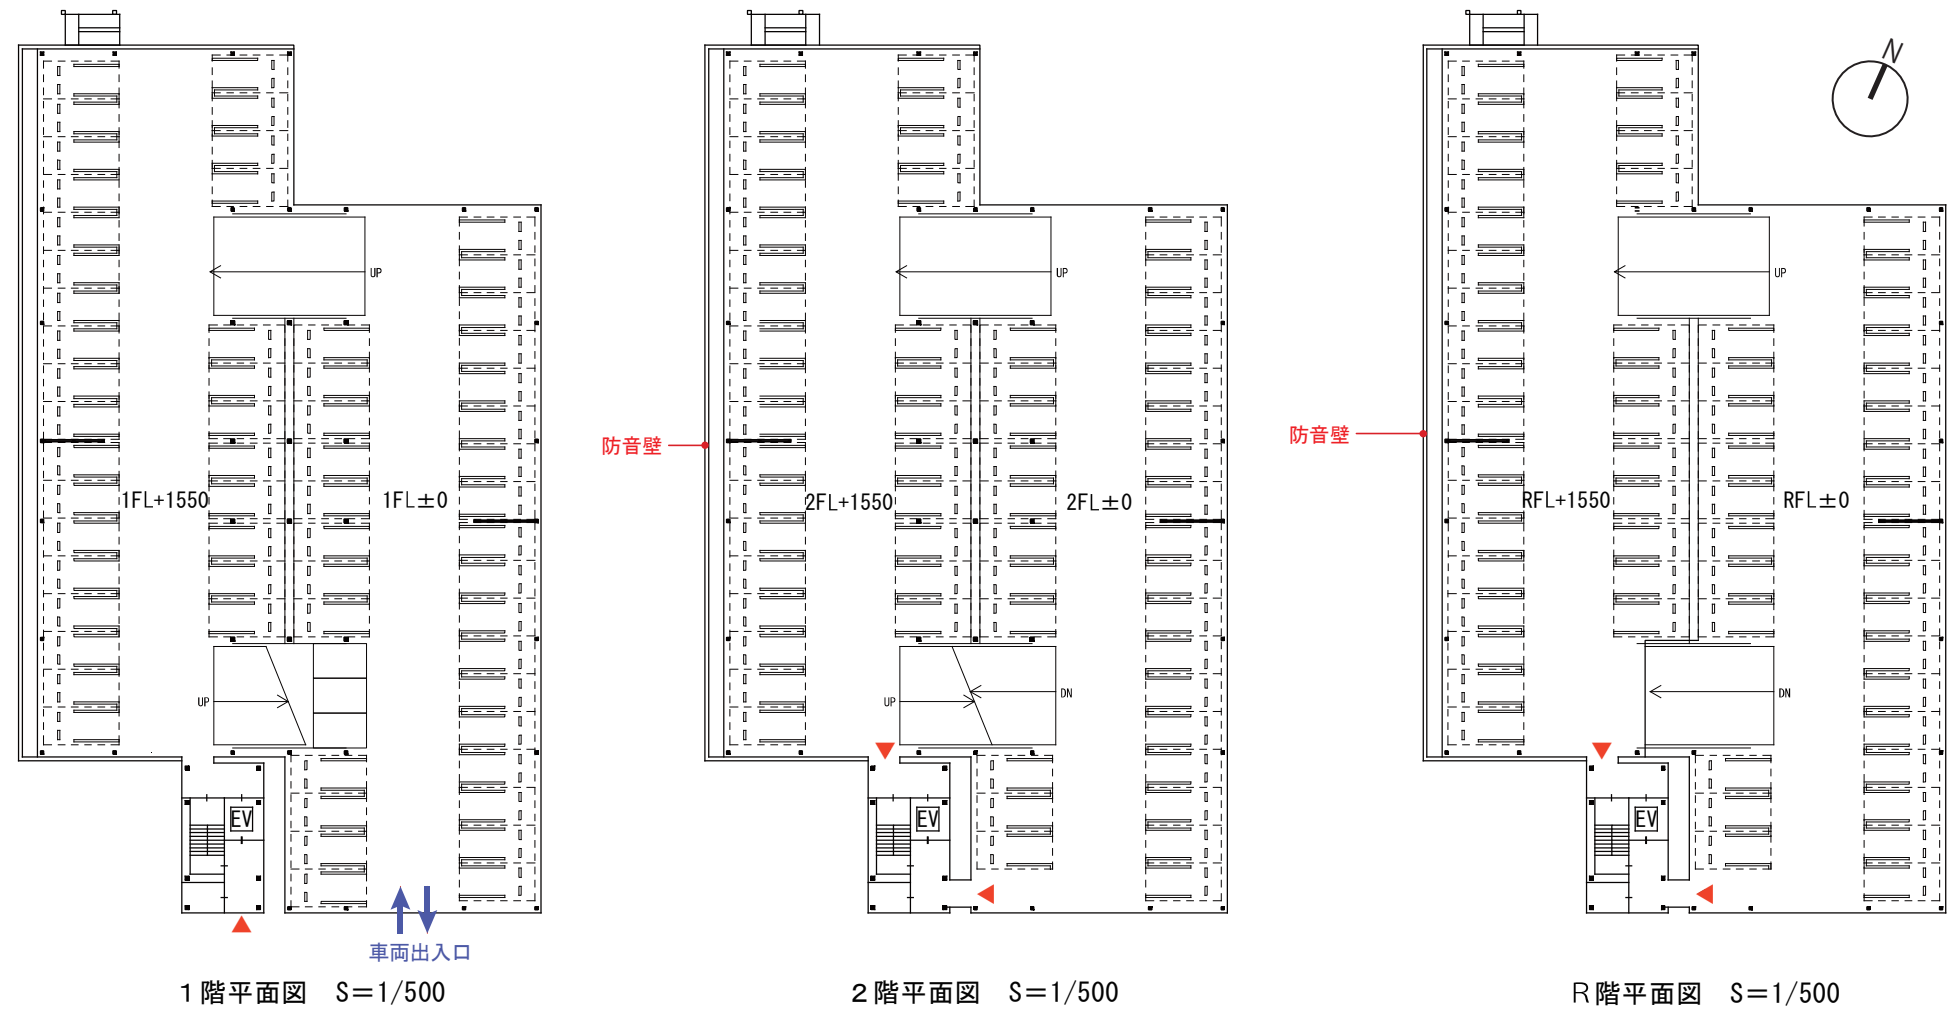 N
UP
UP
UP
防音壁
防音壁
1FL+1550
1FL±0
2FL+1550
2FL±0
RFL+1550
RFL±0
UP
UP
DN
DN
EV
EV
EV
車両出入口
1階平面図 S=1/500
2階平面図 S=1/500
R階平面図 S=1/500